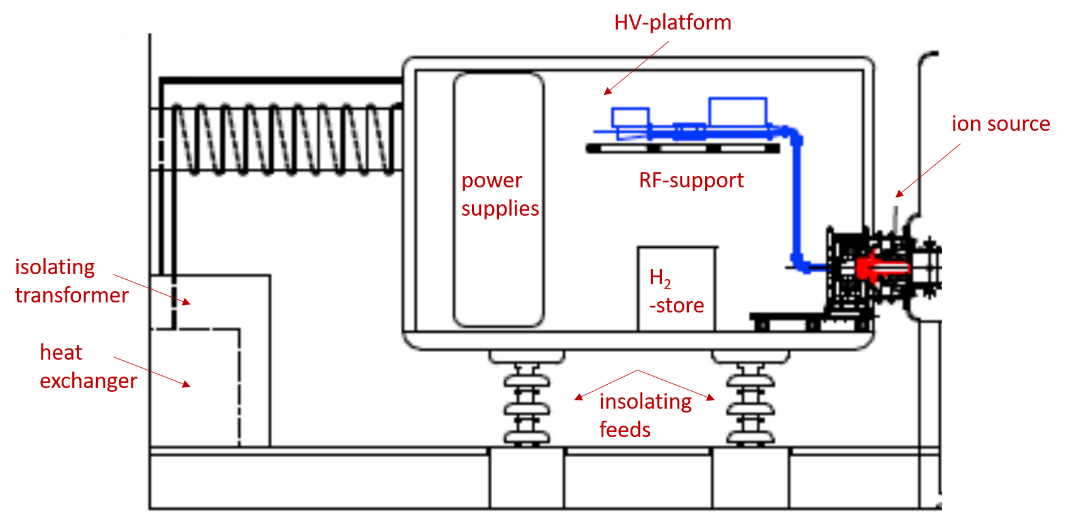 HV-platform
ion source
power
supplies
RF-support
isolating
transformer
H₂
-store
heat
exchanger
insolating
feeds